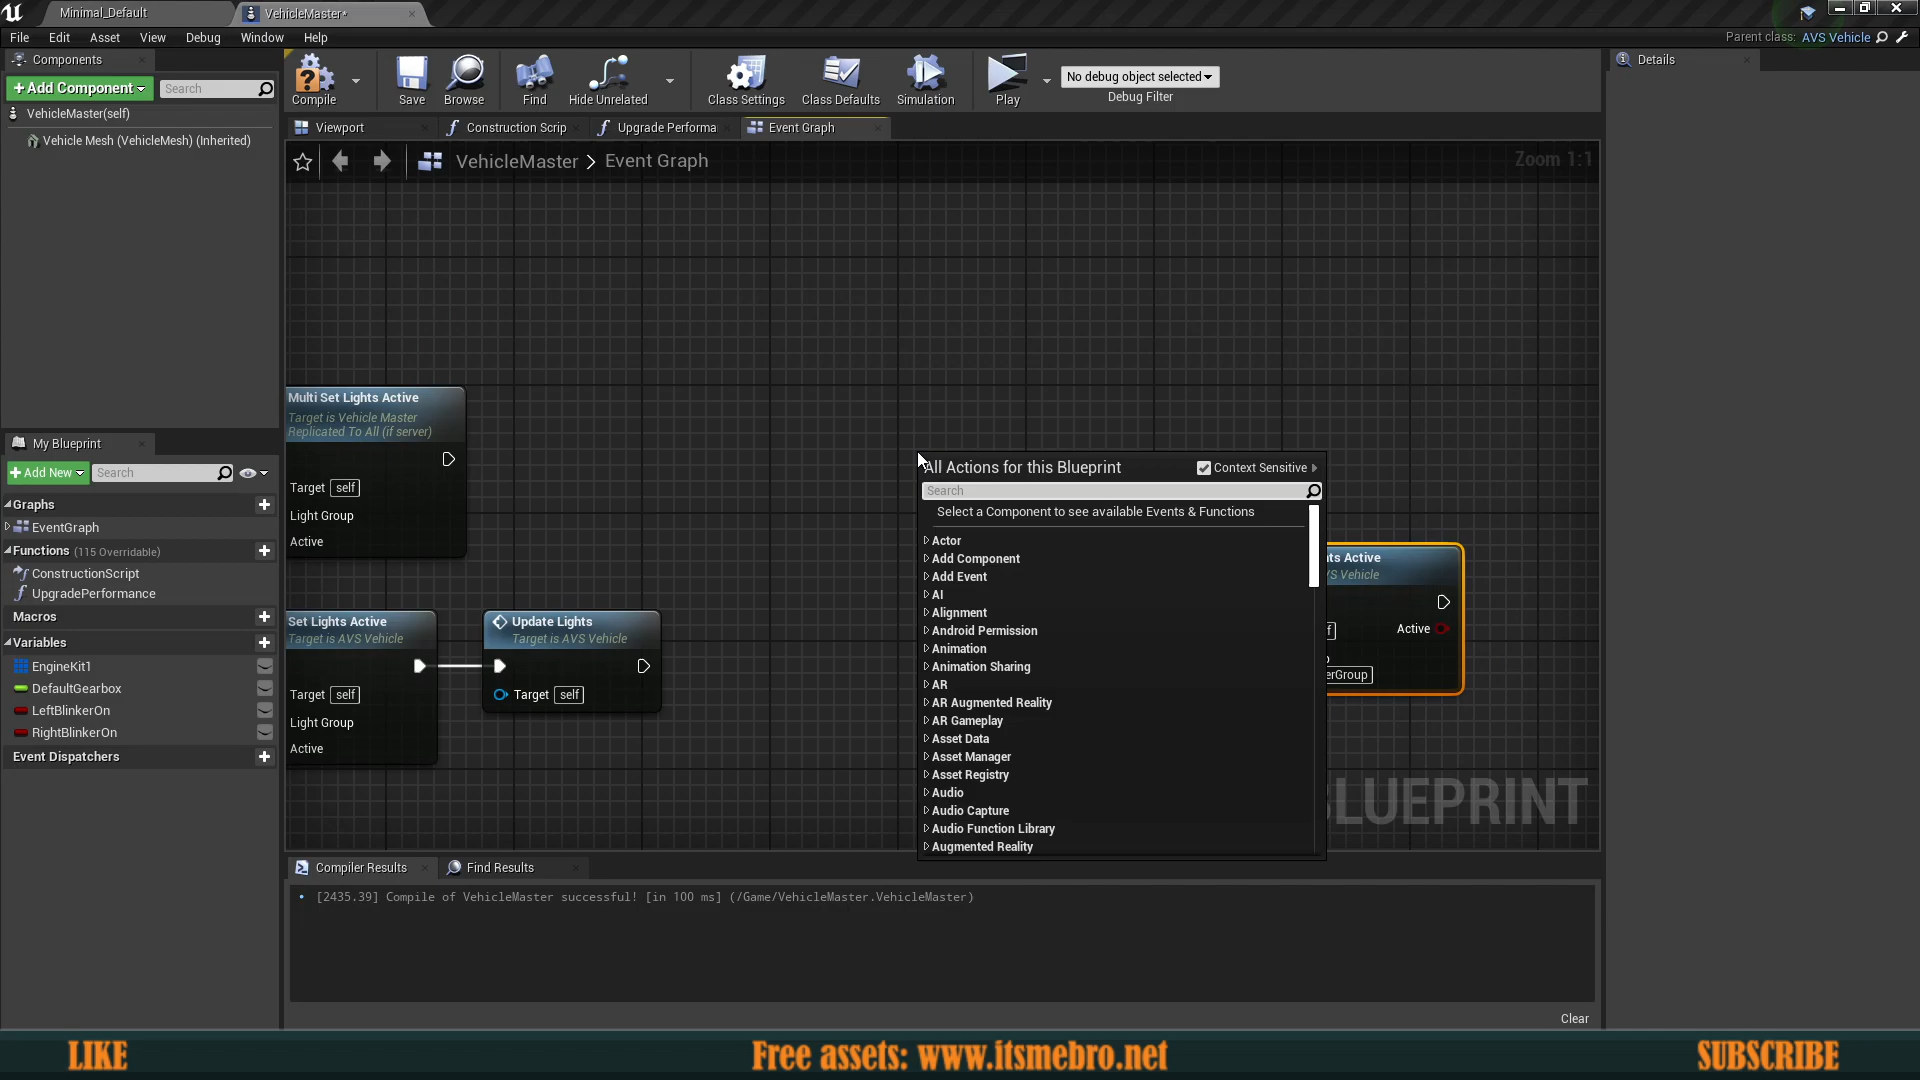 Minimal_Default
VehicleMaster*
File Edit Asset View Debug Window Help
Parent class: AVS Vehicle
Components
+Add Component
Search
VehicleMaster(self)
Vehicle Mesh (VehicleMesh) (Inherited)
Compile
Save
Browse
Find
Hide Unrelated
Class Settings
Class Defaults
Simulation
Play
No debug object selected
Debug Filter
Details
Viewport
Construction Scrip
Upgrade Performa
Event Graph
VehicleMaster > Event Graph
Zoom 1:1
Multi Set Lights Active
Target is Vehicle Master
Replicated To All (if server)
Target self
Light Group
Active
Set Lights Active
Target is AVS Vehicle
Target self
Light Group
Active
Update Lights
Target is AVS Vehicle
Target self
All Actions for this Blueprint
Context Sensitive
Search
Select a Component to see available Events & Functions
Actor
Add Component
Add Event
AI
Alignment
Android Permission
Animation
Animation Sharing
AR
AR Augmented Reality
AR Gameplay
Asset Data
Asset Manager
Asset Registry
Audio
Audio Capture
Audio Function Library
Augmented Reality
hts Active
VS Vehicle
Active
erGroup
LUEPRINT
My Blueprint
+Add New
Search
Graphs
EventGraph
Functions (115 Overridable)
ConstructionScript
UpgradePerformance
Macros
Variables
EngineKit1
DefaultGearbox
LeftBlinkerOn
RightBlinkerOn
Event Dispatchers
Compiler Results
Find Results
[2435.39] Compile of VehicleMaster successful! [in 100 ms] (/Game/VehicleMaster.VehicleMaster)
Clear
LIKE
Free assets: www.itsmebro.net
SUBSCRIBE